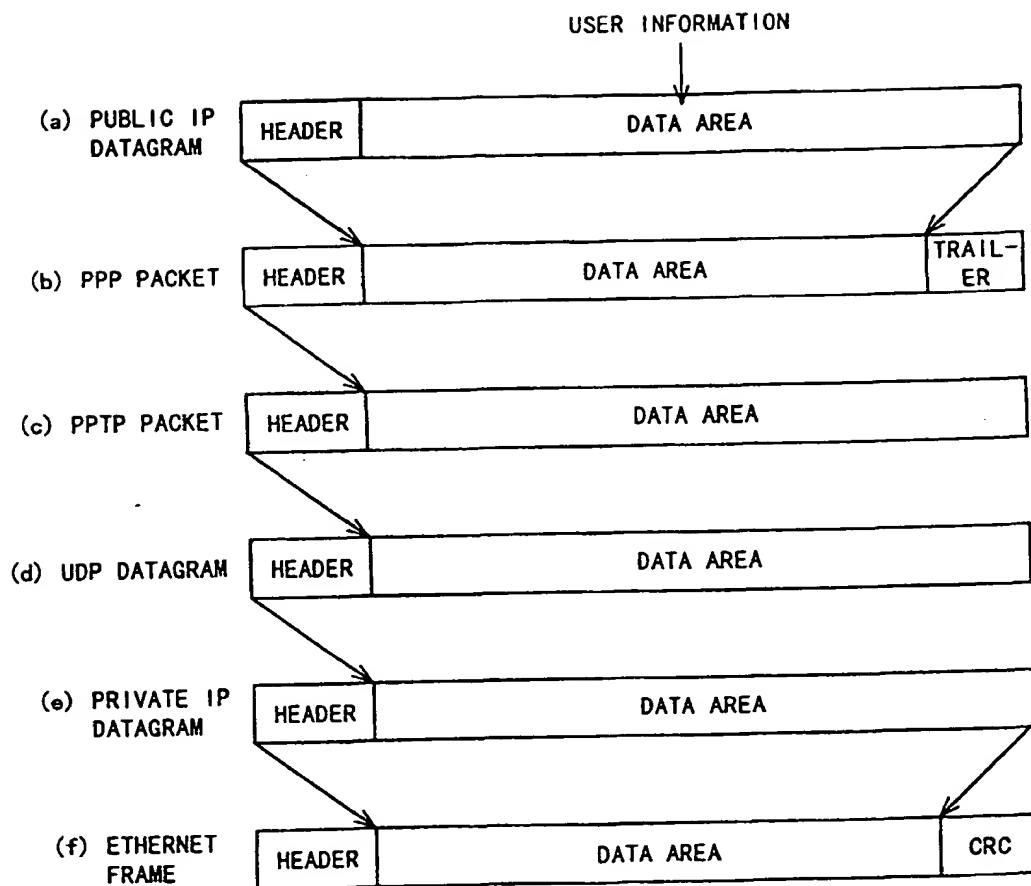 USER INFORMATION
(a) PUBLIC IP
DATAGRAM
HEADER
DATA AREA
(b) PPP PACKET
HEADER
DATA AREA
TRAIL-
ER
(c) PPTP PACKET
HEADER
DATA AREA
(d) UDP DATAGRAM
HEADER
DATA AREA
(e) PRIVATE IP
DATAGRAM
HEADER
DATA AREA
(f) ETHERNET
FRAME
HEADER
DATA AREA
CRC